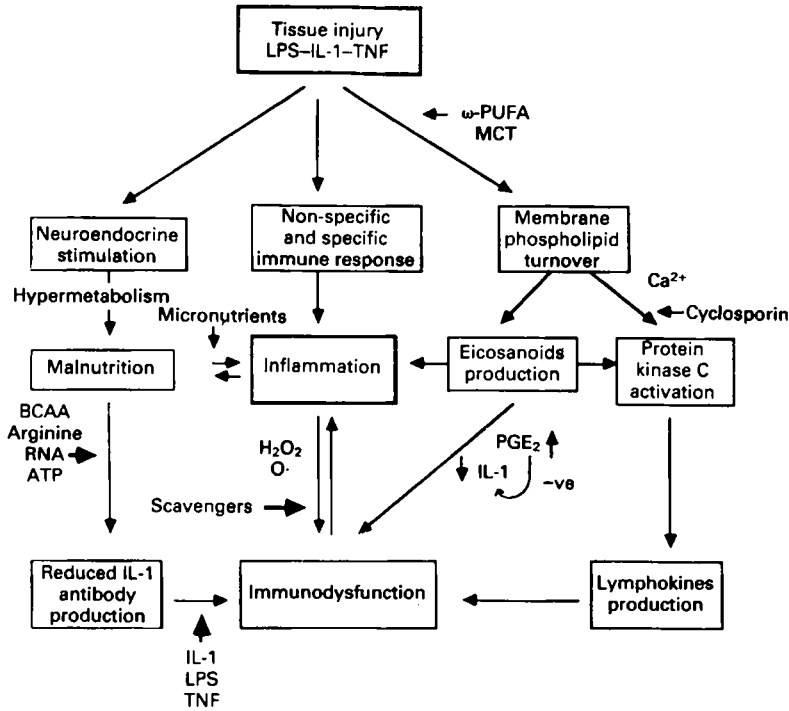 Tissue injury
LPS–IL-1–TNF
ω-PUFA
MCT
Neuroendocrine
stimulation
Non-specific
and specific
immune response
Membrane
phospholipid
turnover
Hypermetabolism
Ca²⁺
Micronutrients
Cyclosporin
Malnutrition
Inflammation
Eicosanoids
production
Protein
kinase C
activation
BCAA
Arginine
RNA
ATP
H₂O₂
O·
PGE₂
IL-1
–ve
Scavengers
Reduced IL-1
antibody
production
Immunodysfunction
Lymphokines
production
IL-1
LPS
TNF